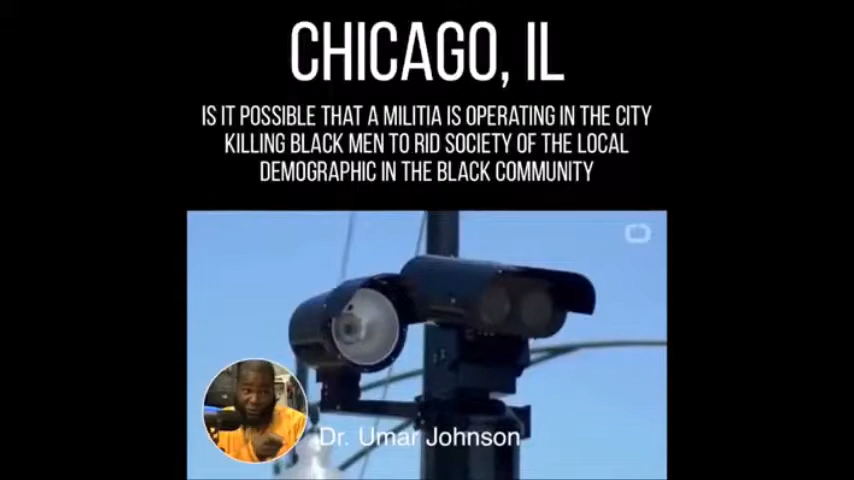 CHICAGO, IL
IS IT POSSIBLE THAT A MILITIA IS OPERATING IN THE CITY
KILLING BLACK MEN TO RID SOCIETY OF THE LOCAL
DEMOGRAPHIC IN THE BLACK COMMUNITY
Dr. Umar Johnson